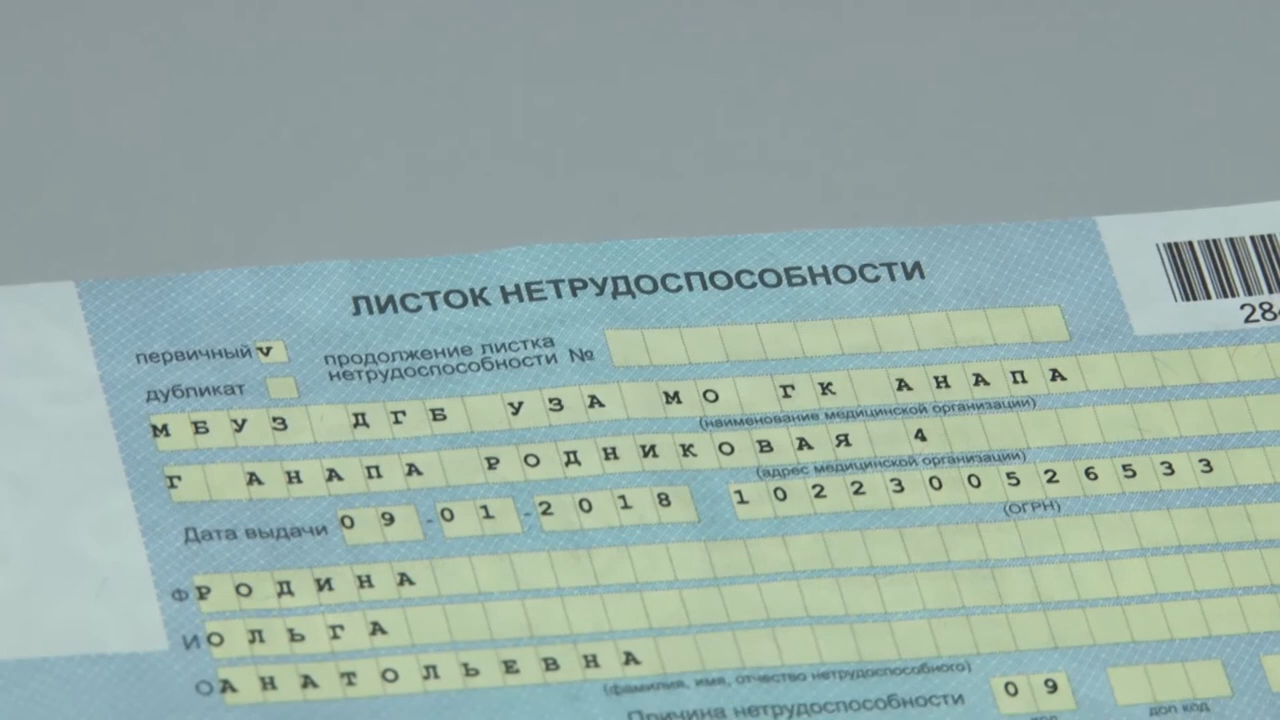 ЛИСТОК НЕТРУДОСПОСОБНОСТИ
284
первичный v
продолжение листка
нетрудоспособности №
дубликат
МБУЗ ДГБ УЗА МО ГК АНАПА
(наименование медицинской организации)
Г АНАПА РОДНИКОВАЯ 4
(адрес медицинской организации)
Дата выдачи 09-01-2018 1022300526533
(ОГРН)
Ф РОДИНА
И ОЛЬГА
О АНАТОЛЬЕВНА
(фамилия, имя, отчество нетрудоспособного)
Причина нетрудоспособности 09
код доп код